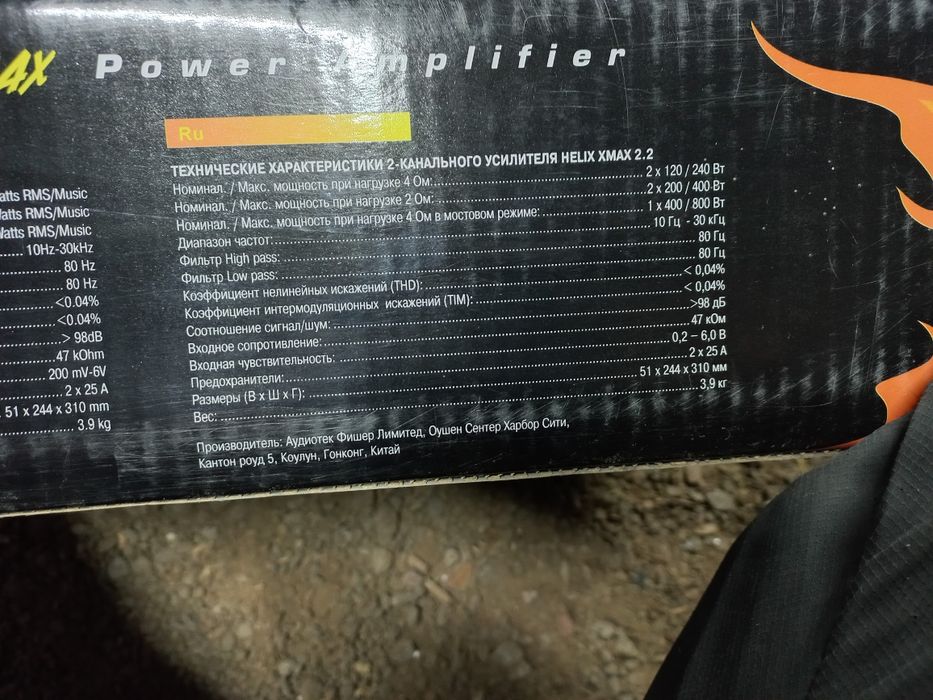 4X Power Amplifier
Ru
ТЕХНИЧЕСКИЕ ХАРАКТЕРИСТИКИ 2-КАНАЛЬНОГО УСИЛИТЕЛЯ HELIX XMAX 2.2
Номинал. / Макс. мощность при нагрузке 4 Ом: 2 x 120 / 240 Вт
Номинал. / Макс. мощность при нагрузке 2 Ом: 2 x 200 / 400 Вт
Номинал. / Макс. мощность при нагрузке 4 Ом в мостовом режиме: 1 x 400 / 800 Вт
Диапазон частот: 10 Гц - 30 кГц
Фильтр High pass: 80 Гц
Фильтр Low pass: 80 Гц
Коэффициент нелинейных искажений (THD): < 0,04%
Коэффициент интермодуляционных искажений (TIM): < 0,04%
Соотношение сигнал/шум: >98 дБ
Входное сопротивление: 47 кОм
Входная чувствительность: 0,2 – 6,0 В
Предохранители: 2 x 25 А
Размеры (В x Ш x Г): 51 x 244 x 310 мм
Вес: 3,9 кг
Производитель: Аудиотек Фишер Лимитед, Оушен Сентер Харбор Сити,
Кантон роуд 5, Коулун, Гонконг, Китай
Watts RMS/Music
Watts RMS/Music
Watts RMS/Music
10Hz-30kHz
80 Hz
80 Hz
<0.04%
<0.04%
> 98dB
47 kOhm
200 mV-6V
2 x 25 A
51 x 244 x 310 mm
3.9 kg